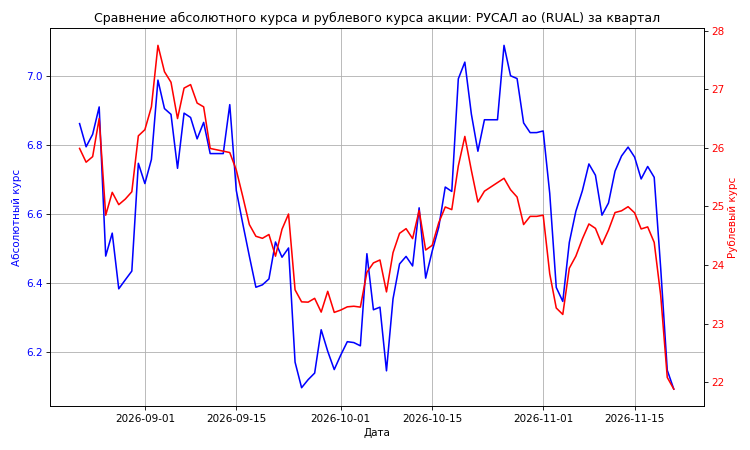 Сравнение абсолютного курса и рублевого курса акции: РУСАЛ ао (RUAL) за квартал
28
7.0
27
6.8
26
Абсолютный курс
6.6
25
Рублевый курс
6.4
24
23
6.2
22
2026-09-01 2026-09-15 2026-10-01 2026-10-15 2026-11-01 2026-11-15
Дата